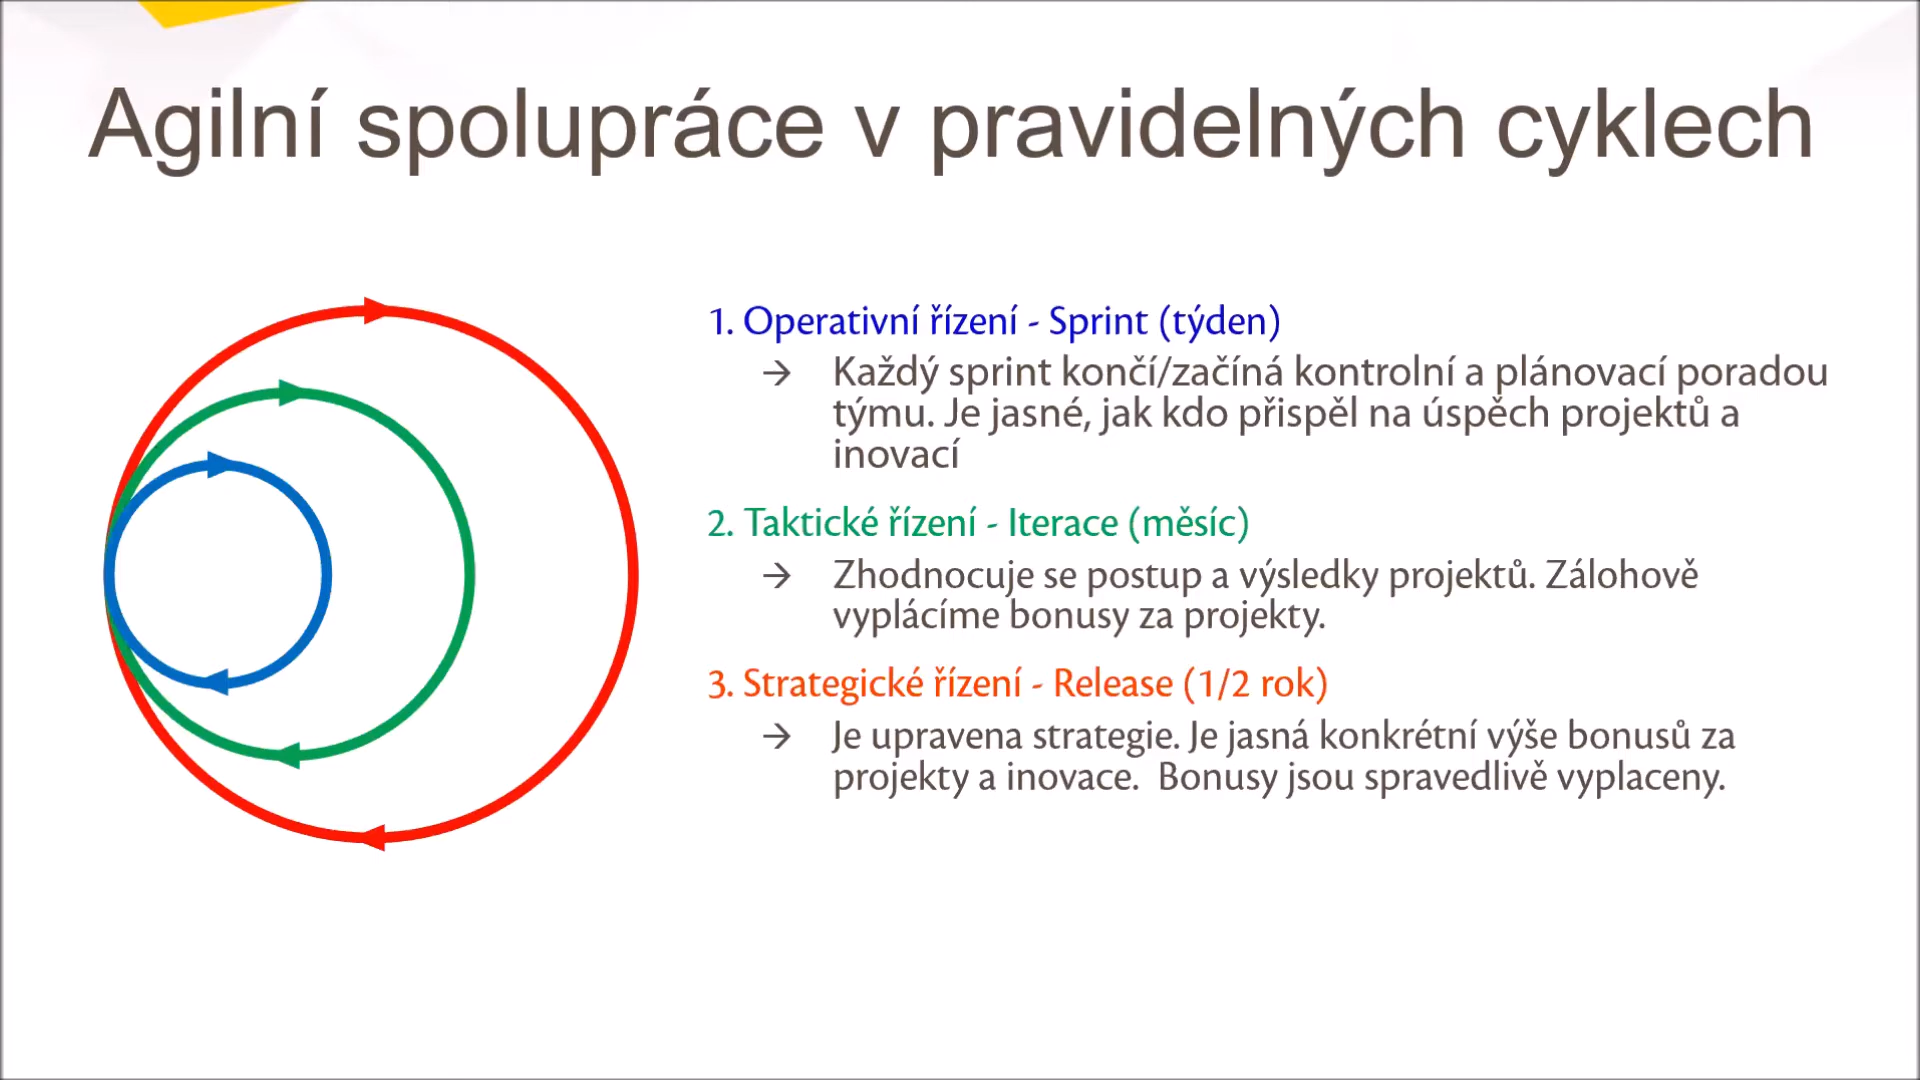 Agilní spolupráce v pravidelných cyklech
1. Operativní řízení - Sprint (týden)
→ Každý sprint končí/začíná kontrolní a plánovací poradou
týmu. Je jasné, jak kdo přispěl na úspěch projektů a
inovací
2. Taktické řízení - Iterace (měsíc)
→ Zhodnocuje se postup a výsledky projektů. Zálohově
vyplácíme bonusy za projekty.
3. Strategické řízení - Release (1/2 rok)
→ Je upravena strategie. Je jasná konkrétní výše bonusů za
projekty a inovace.  Bonusy jsou spravedlivě vyplaceny.